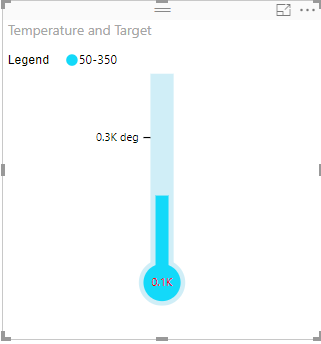 Temperature and Target
Legend 50-350
0.3K deg
0.1K